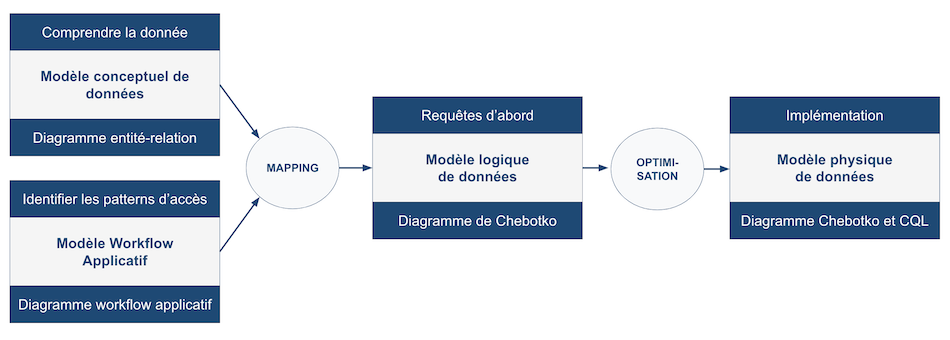 Comprendre la donnée
Modèle conceptuel de
données
Diagramme entité-relation
Identifier les patterns d'accès
Modèle Workflow
Applicatif
Diagramme workflow applicatif
MAPPING
Requêtes d'abord
Modèle logique
de données
Diagramme de Chebotko
OPTIMI-
SATION
Implémentation
Modèle physique
de données
Diagramme Chebotko et CQL